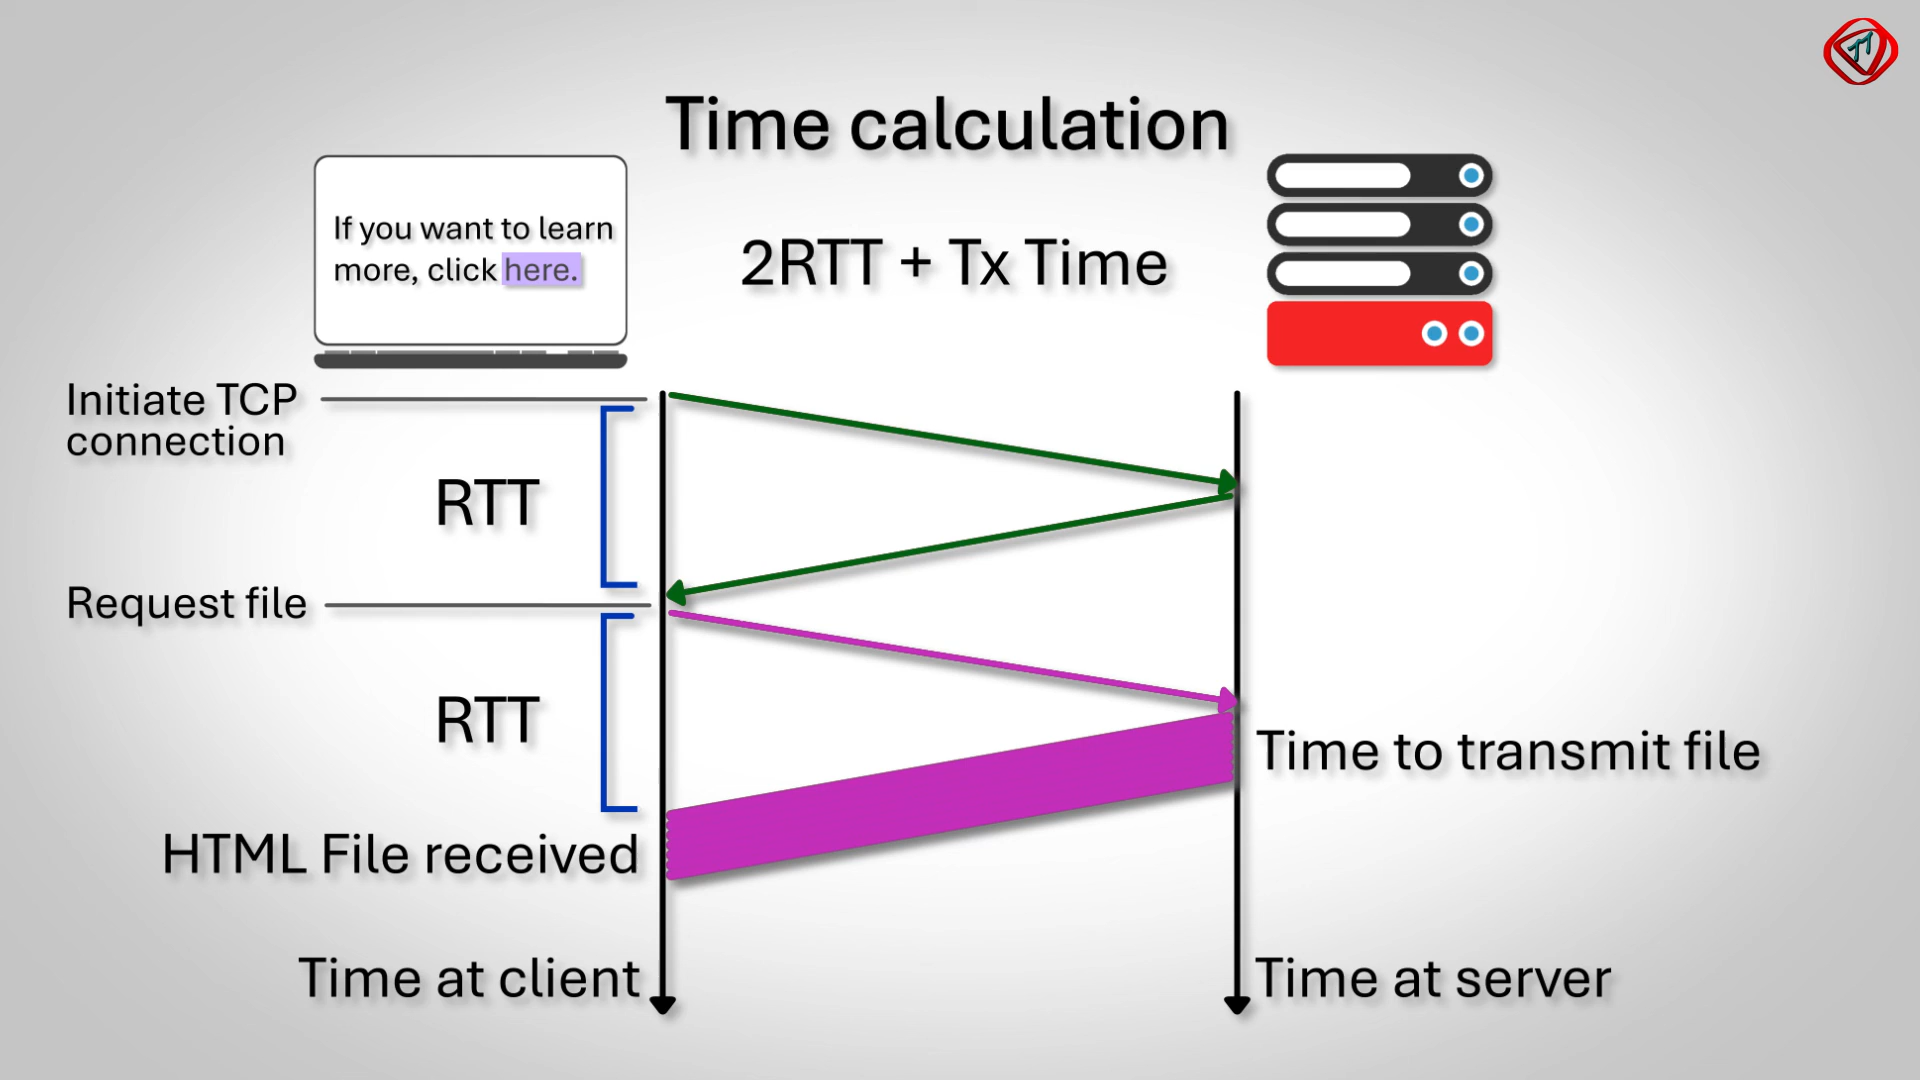 Time calculation
If you want to learn
more, click here.
2RTT + Tx Time
Initiate TCP
connection
RTT
Request file
RTT
Time to transmit file
HTML File received
Time at client
Time at server